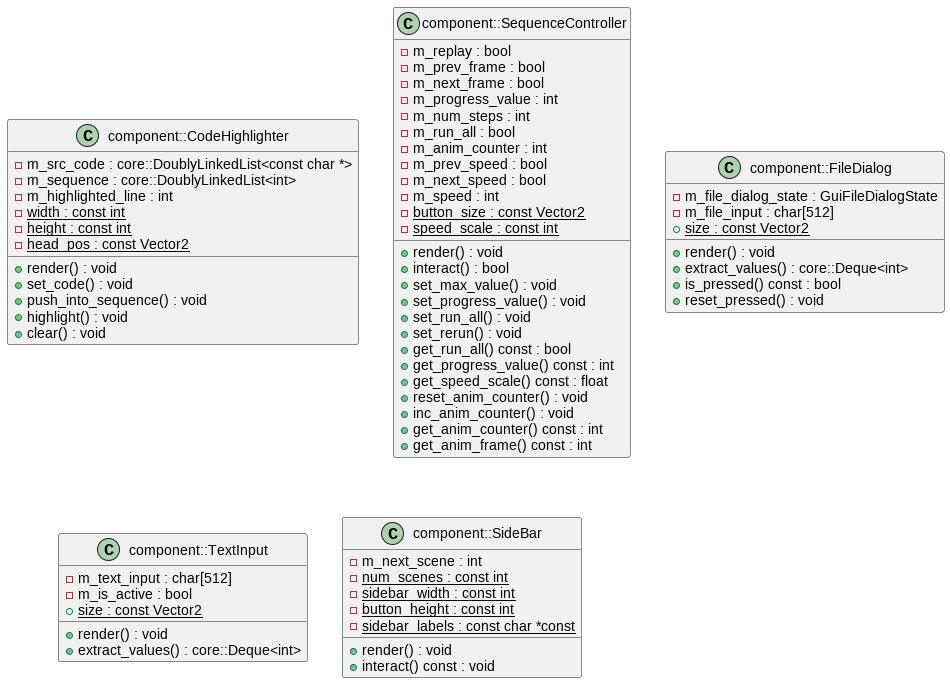 C component::CodeHighlighter
m_src_code : core::DoublyLinkedList<const char *>
m_sequence : core::DoublyLinkedList<int>
m_highlighted_line : int
width : const int
height : const int
head_pos : const Vector2
render() : void
set_code() : void
push_into_sequence() : void
highlight() : void
clear() : void
C component::SequenceController
m_replay : bool
m_prev_frame : bool
m_next_frame : bool
m_progress_value : int
m_num_steps : int
m_run_all : bool
m_anim_counter : int
m_prev_speed : bool
m_next_speed : bool
m_speed : int
button_size : const Vector2
speed_scale : const int
render() : void
interact() : bool
set_max_value() : void
set_progress_value() : void
set_run_all() : void
set_rerun() : void
get_run_all() const : bool
get_progress_value() const : int
get_speed_scale() const : float
reset_anim_counter() : void
inc_anim_counter() : void
get_anim_counter() const : int
get_anim_frame() const : int
C component::FileDialog
m_file_dialog_state : GuiFileDialogState
m_file_input : char[512]
size : const Vector2
render() : void
extract_values() : core::Deque<int>
is_pressed() const : bool
reset_pressed() : void
C component::TextInput
m_text_input : char[512]
m_is_active : bool
size : const Vector2
render() : void
extract_values() : core::Deque<int>
C component::SideBar
m_next_scene : int
num_scenes : const int
sidebar_width : const int
button_height : const int
sidebar_labels : const char *const
render() : void
interact() const : void